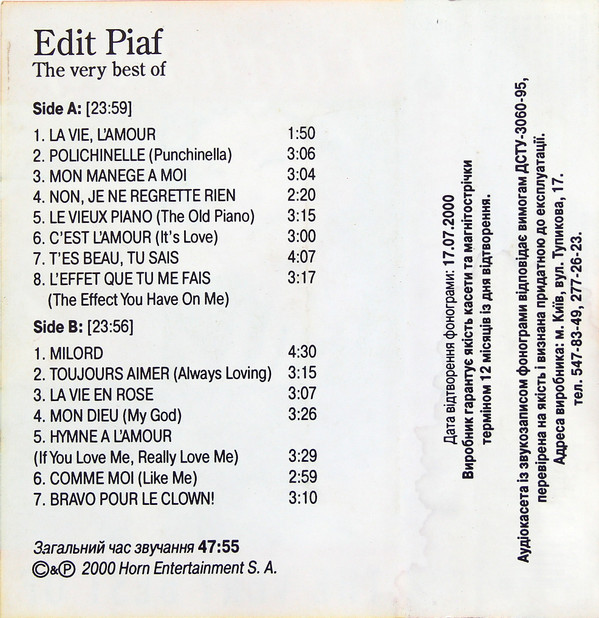 Edit Piaf
The very best of
Side A: [23:59]
1. LA VIE, L'AMOUR 1:50
2. POLICHINELLE (Punchinella) 3:06
3. MON MANEGE A MOI 3:04
4. NON, JE NE REGRETTE RIEN 2:20
5. LE VIEUX PIANO (The Old Piano) 3:15
6. C'EST L'AMOUR (It's Love) 3:00
7. T'ES BEAU, TU SAIS 4:07
8. L'EFFET QUE TU ME FAIS 3:17
(The Effect You Have On Me)
Side B: [23:56]
1. MILORD 4:30
2. TOUJOURS AIMER (Always Loving) 3:15
3. LA VIE EN ROSE 3:07
4. MON DIEU (My God) 3:26
5. HYMNE A L'AMOUR
(If You Love Me, Really Love Me) 3:29
6. COMME MOI (Like Me) 2:59
7. BRAVO POUR LE CLOWN! 3:10
Загальний час звучання 47:55
©&℗ 2000 Horn Entertainment S. A.
Дата відтворення фонограми: 17.07.2000
Виробник гарантує якість касети та магнітострічки
терміном 12 місяців із дня відтворення.
Аудіокасета із звукозаписом фонограми відповідає вимогам ДСТУ-3060-95,
перевірена на якість і визнана придатною до експлуатації.
Адреса виробника: м. Київ, вул. Тупикова, 17.
тел. 547-83-49, 277-26-23.